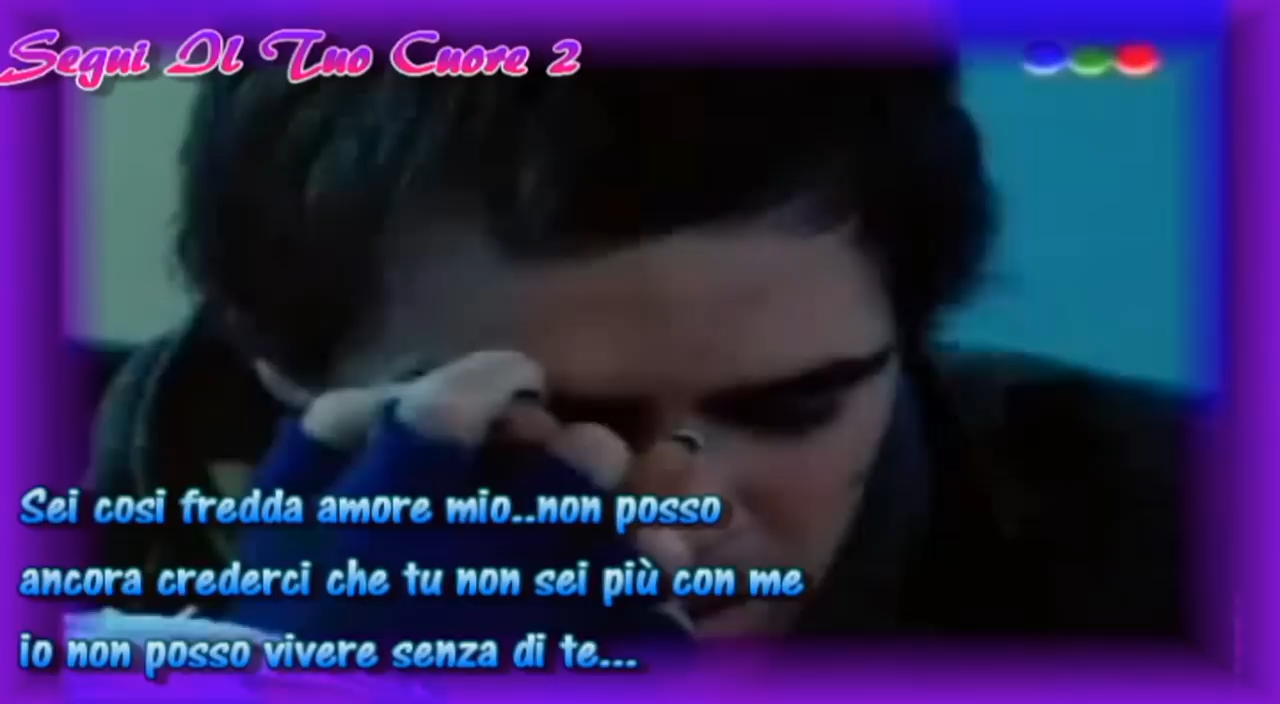 Segui Il Tuo Cuore 2
Sei cosi fredda amore mio..non posso
ancora crederci che tu non sei più con me
io non posso vivere senza di te...